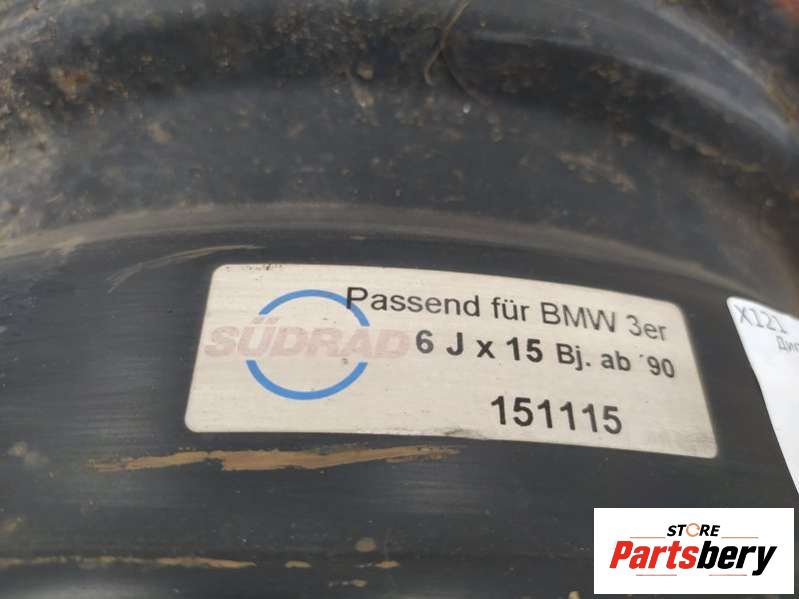 Passend für BMW 3er
SÜDRAD 6 J x 15 Bj. ab ´90
151115
X121
STORE
Partsbery